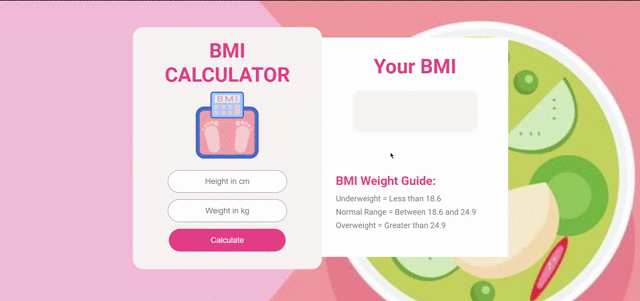 BMI
CALCULATOR
BMI
Height in cm
Weight in kg
Calculate
Your BMI
BMI Weight Guide:
Underweight = Less than 18.6
Normal Range = Between 18.6 and 24.9
Overweight = Greater than 24.9